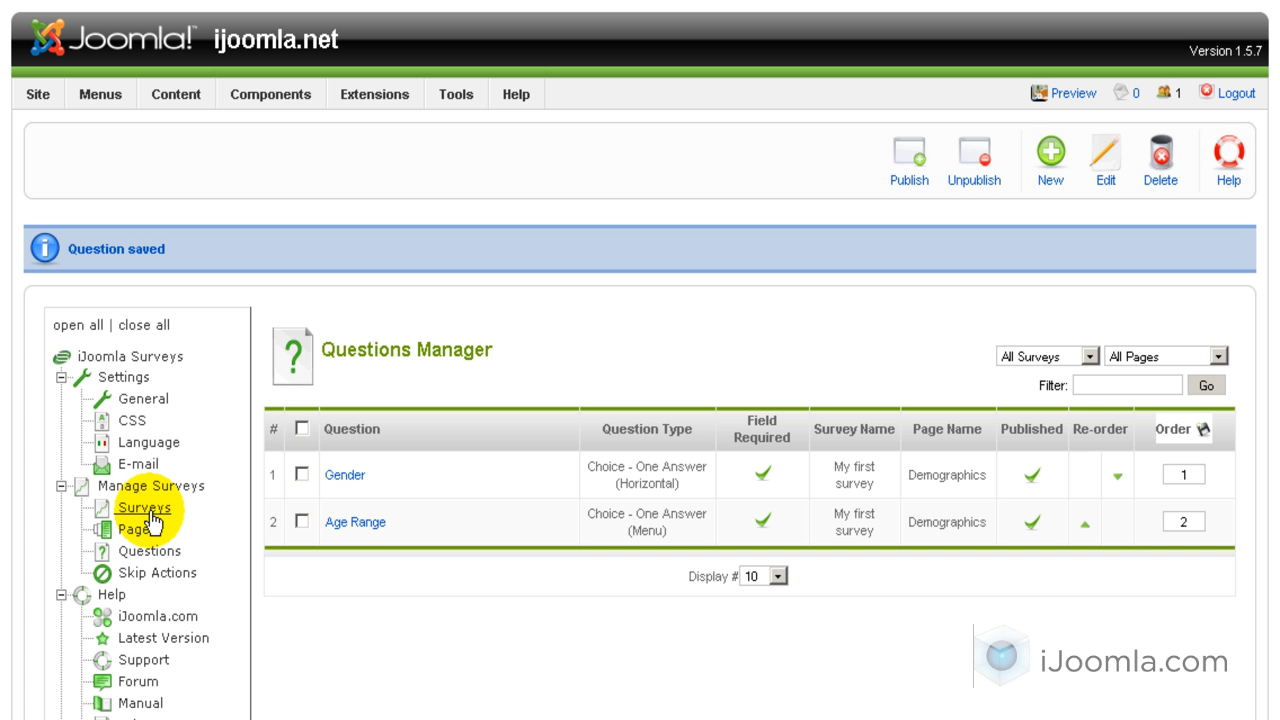 Joomla! ijoomla.net
Version 1.5.7
Site Menus Content Components Extensions Tools Help Preview 0 1 Logout
Publish Unpublish New Edit Delete Help
Question saved
open all | close all
iJoomla Surveys
Settings
General
CSS
Language
E-mail
Manage Surveys
Surveys
Page
Questions
Skip Actions
Help
iJoomla.com
Latest Version
Support
Forum
Manual
Questions Manager
All Surveys All Pages
Filter: Go
# Question Question Type Field Required Survey Name Page Name Published Re-order Order
1 Gender Choice - One Answer (Horizontal) My first survey Demographics 1
2 Age Range Choice - One Answer (Menu) My first survey Demographics 2
Display # 10
iJoomla.com